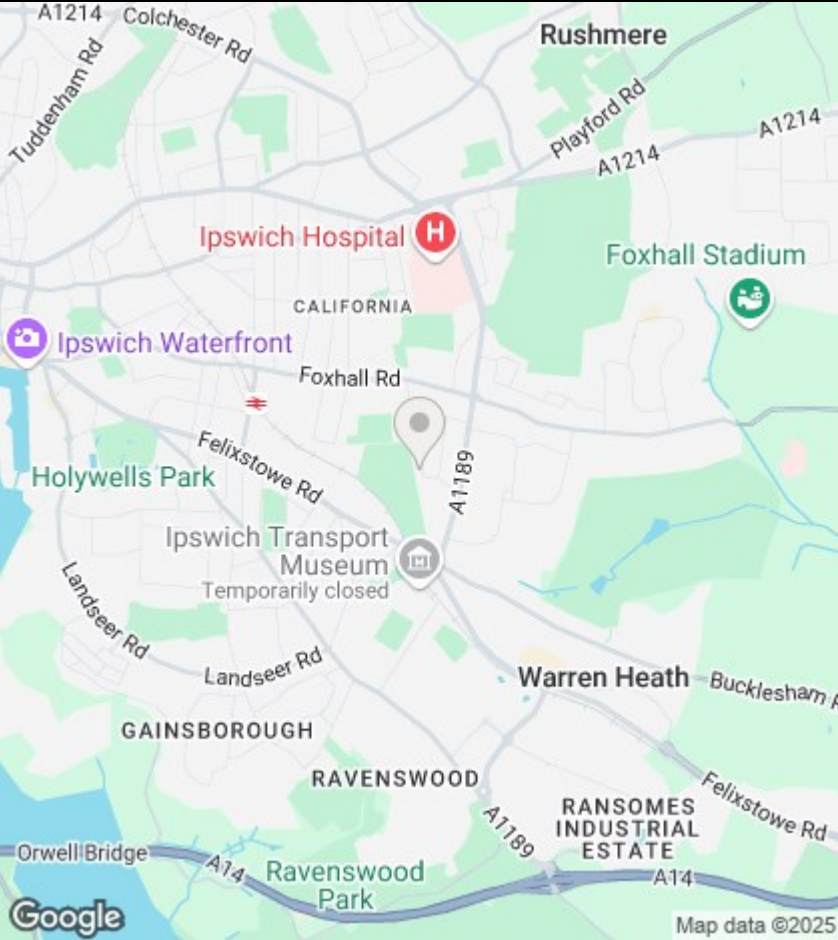 A1214
Colchester Rd
Rushmere
Tuddenham Rd
Playford Rd
A1214
A1214
Ipswich Hospital
H
Foxhall Stadium
CALIFORNIA
Ipswich Waterfront
Foxhall Rd
Felixstowe Rd
A1189
Holywells Park
Ipswich Transport
Museum
Temporarily closed
Landseer Rd
Landseer Rd
Warren Heath
Bucklesham R
GAINSBOROUGH
RAVENSWOOD
Felixstowe Rd
A1189
RANSOMES
INDUSTRIAL
ESTATE
Orwell Bridge
A14
Ravenswood
Park
A14
Google
Map data ©2025